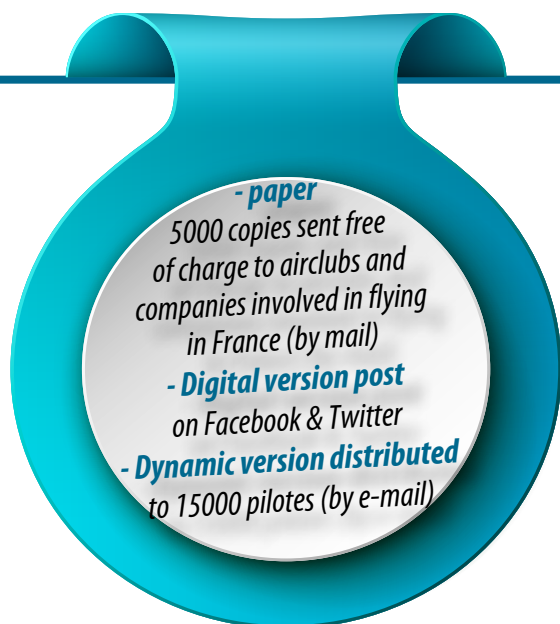 - paper
5000 copies sent free
of charge to airclubs and
companies involved in flying
in France (by mail)
- Digital version post
on Facebook & Twitter
- Dynamic version distributed
to 15000 pilotes (by e-mail)